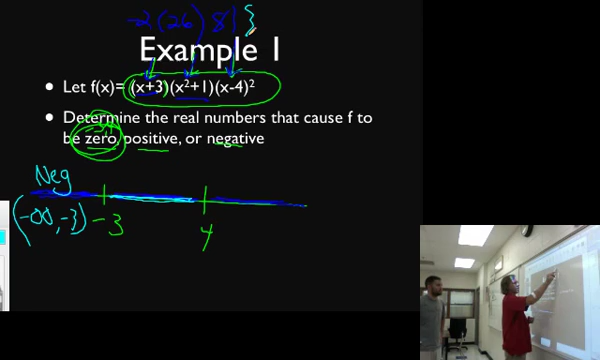 -2(26) 81}
Example 1
• Let f(x)= (x+3)(x²+1)(x-4)²
• Determine the real numbers that cause f to
be zero, positive, or negative
Neg
(-∞, -3) -3 4